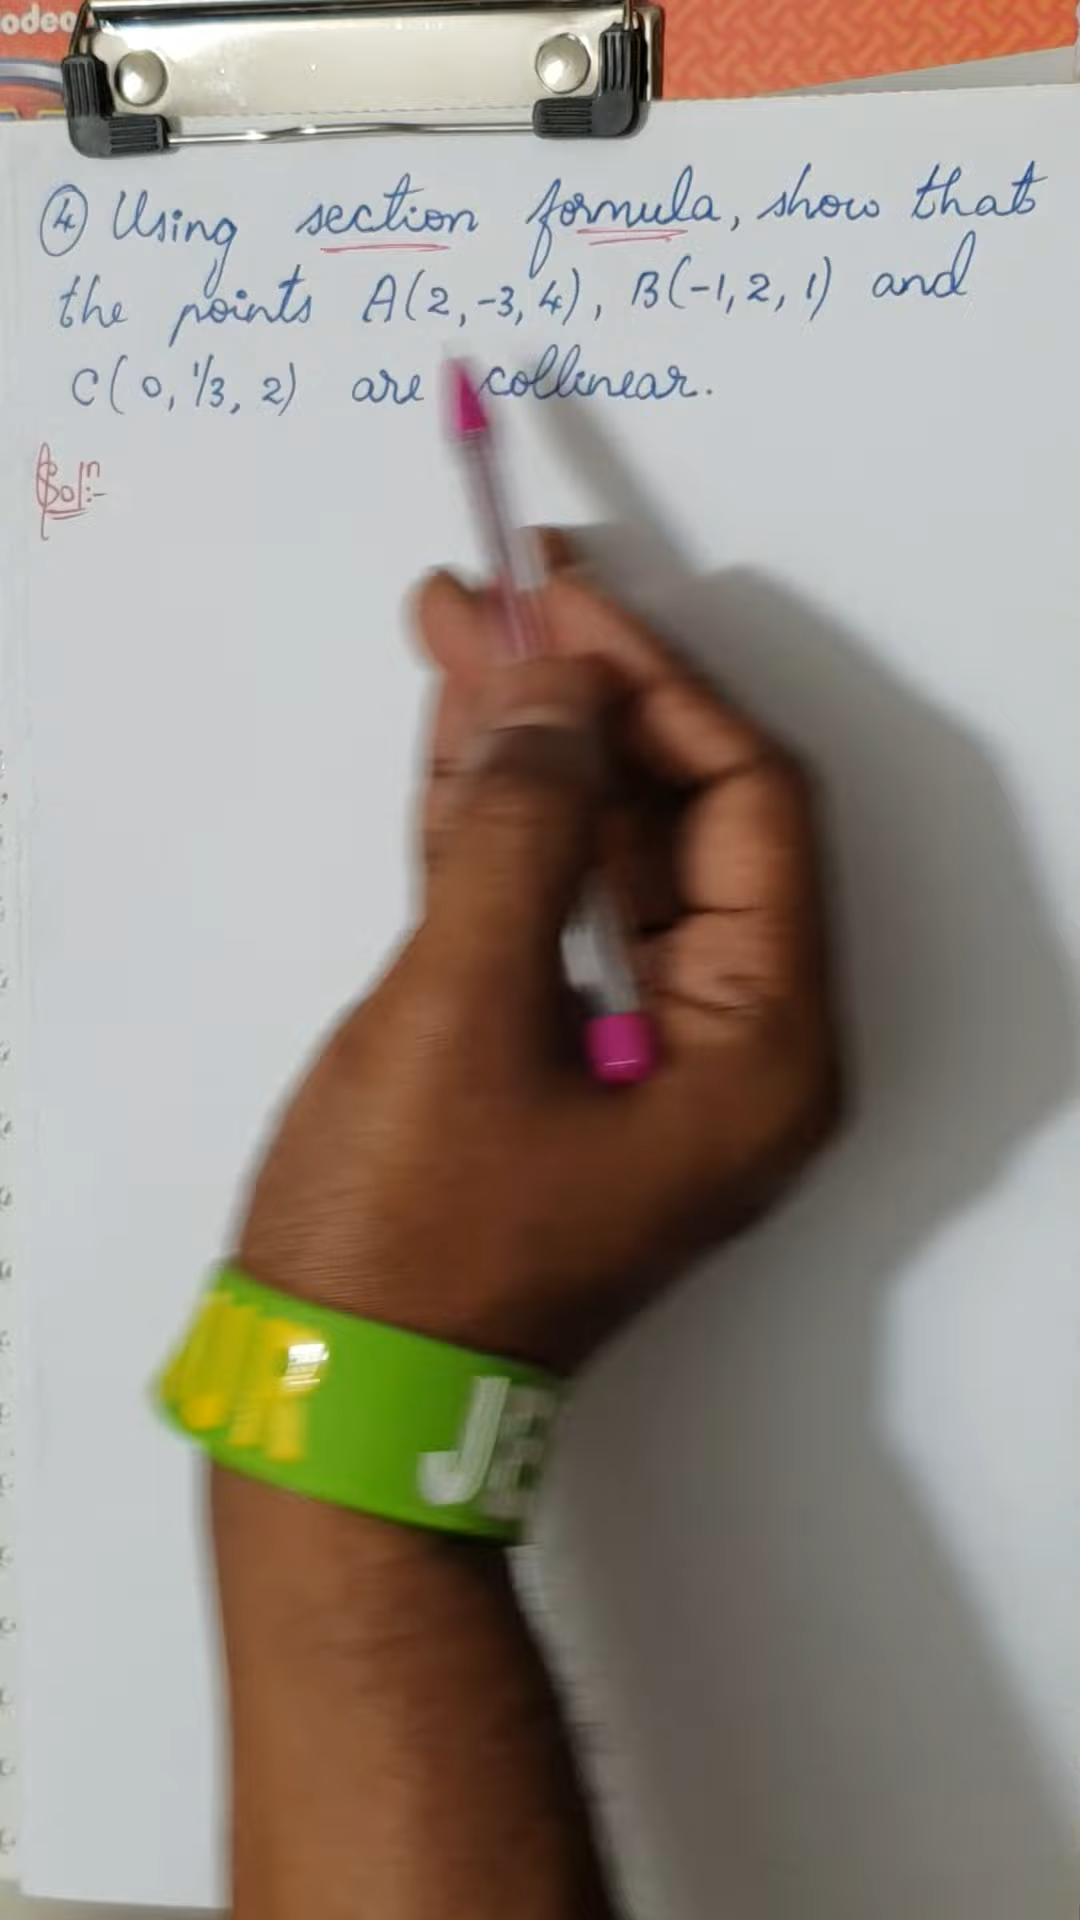 odeo
④ Using section formula, show that
the points A(2,-3,4), B(-1,2,1) and
C(0,1/3,2) are collinear.
Solⁿ:-